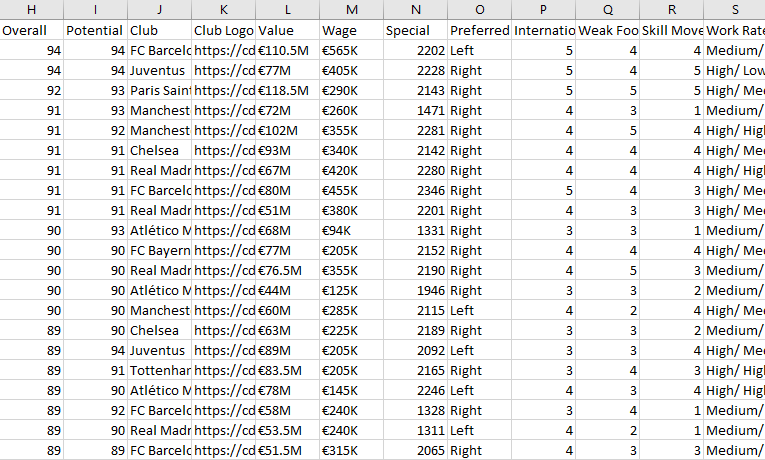 H I J K L M N O P Q R S
Overall Potential Club Club Logo Value Wage Special Preferred Internatio Weak Foo Skill Move Work Rate
94 94 FC Barcelo https://cd €110.5M €565K 2202 Left 5 4 4 Medium/
94 94 Juventus https://cd €77M €405K 2228 Right 5 4 5 High/ Low
92 93 Paris Saint https://cd €118.5M €290K 2143 Right 5 5 5 High/ Med
91 93 Manchest https://cd €72M €260K 1471 Right 4 3 1 Medium/
91 92 Manchest https://cd €102M €355K 2281 Right 4 5 4 High/ High
91 91 Chelsea https://cd €93M €340K 2142 Right 4 4 4 High/ Med
91 91 Real Madr https://cd €67M €420K 2280 Right 4 4 4 High/ High
91 91 FC Barcelo https://cd €80M €455K 2346 Right 5 4 3 High/ Med
91 91 Real Madr https://cd €51M €380K 2201 Right 4 3 3 High/ Med
90 93 Atlético M https://cd €68M €94K 1331 Right 3 3 1 Medium/
90 90 FC Bayern https://cd €77M €205K 2152 Right 4 4 4 High/ Med
90 90 Real Madr https://cd €76.5M €355K 2190 Right 4 5 3 Medium/
90 90 Atlético M https://cd €44M €125K 1946 Right 3 3 2 Medium/
90 90 Manchest https://cd €60M €285K 2115 Left 4 2 4 High/ Med
89 90 Chelsea https://cd €63M €225K 2189 Right 3 3 2 Medium/
89 94 Juventus https://cd €89M €205K 2092 Left 3 3 4 High/ Med
89 91 Tottenhar https://cd €83.5M €205K 2165 Right 3 4 3 High/ High
89 90 Atlético M https://cd €78M €145K 2246 Left 4 3 4 High/ High
89 92 FC Barcelo https://cd €58M €240K 1328 Right 3 4 1 Medium/
89 90 Real Madr https://cd €53.5M €240K 1311 Left 4 2 1 Medium/
89 89 FC Barcelo https://cd €51.5M €315K 2065 Right 4 3 3 Medium/